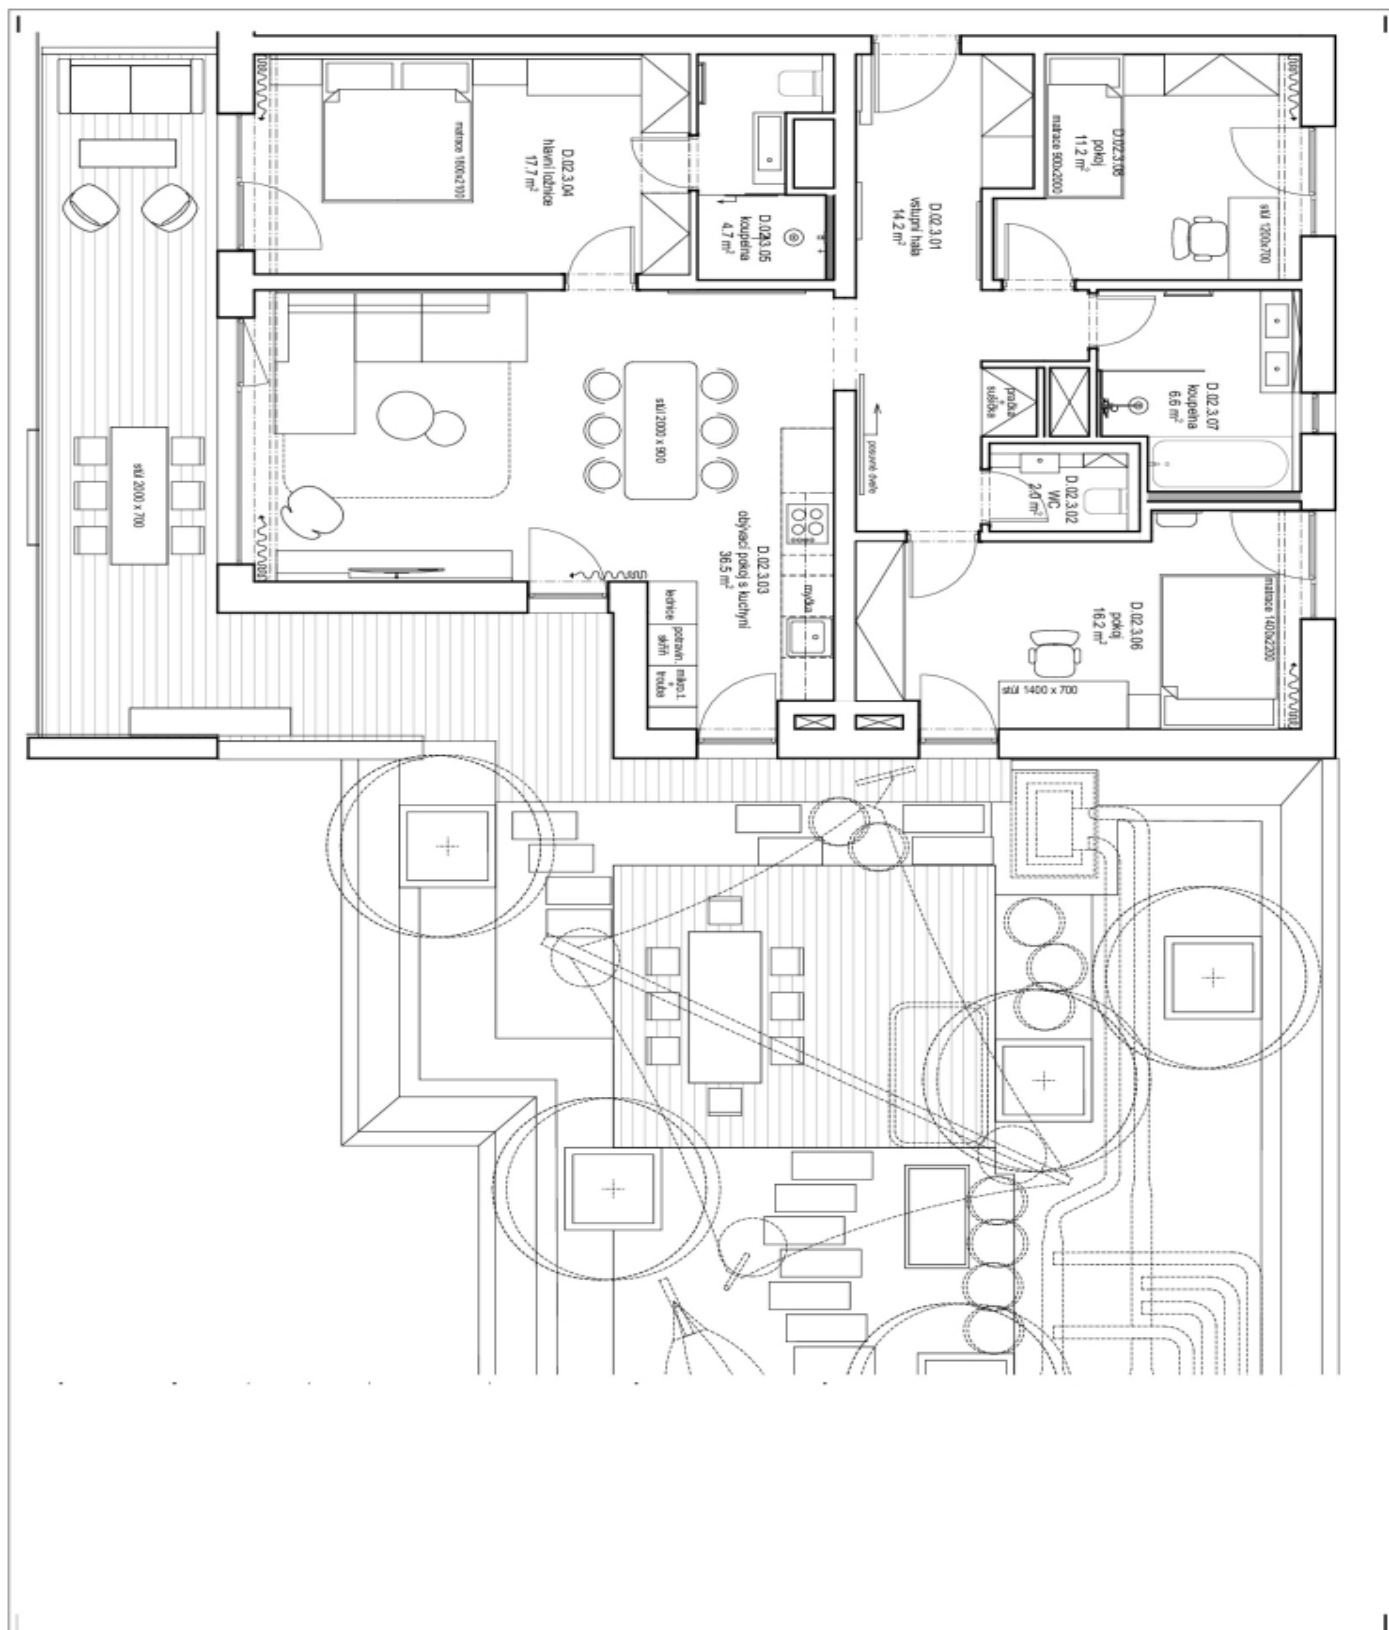 D.02.3.04
hlavní ložnice
17.7 m²
matrace 1800x2100
D.02.3.05
koupelna
4.7 m²
D.02.3.01
vstupní hala
14.2 m²
D.02.3.08
pokoj
11.2 m²
matrace 900x2000
stůl 1200x700
D.02.3.07
koupelna
6.6 m²
pračka
+
sušička
posuvné dveře
D.02.3.02
WC
2.0 m²
stůl 2000 x 900
stůl 2000 x 700
D.02.3.03
obývací pokoj s kuchyní
36.5 m²
myčka
lednice
potravin.
skříň
mikro.t.
+
trouba
D.02.3.06
pokoj
16.2 m²
matrace 1400x2200
stůl 1400 x 700